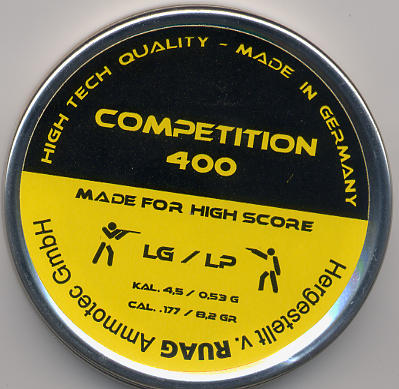 HIGH TECH QUALITY - MADE IN GERMANY
COMPETITION
400
MADE FOR HIGH SCORE
LG / LP
KAL. 4,5 / 0,53 G
CAL. .177 / 8,2 GR
Hergestellt v. RUAG Ammotec GmbH